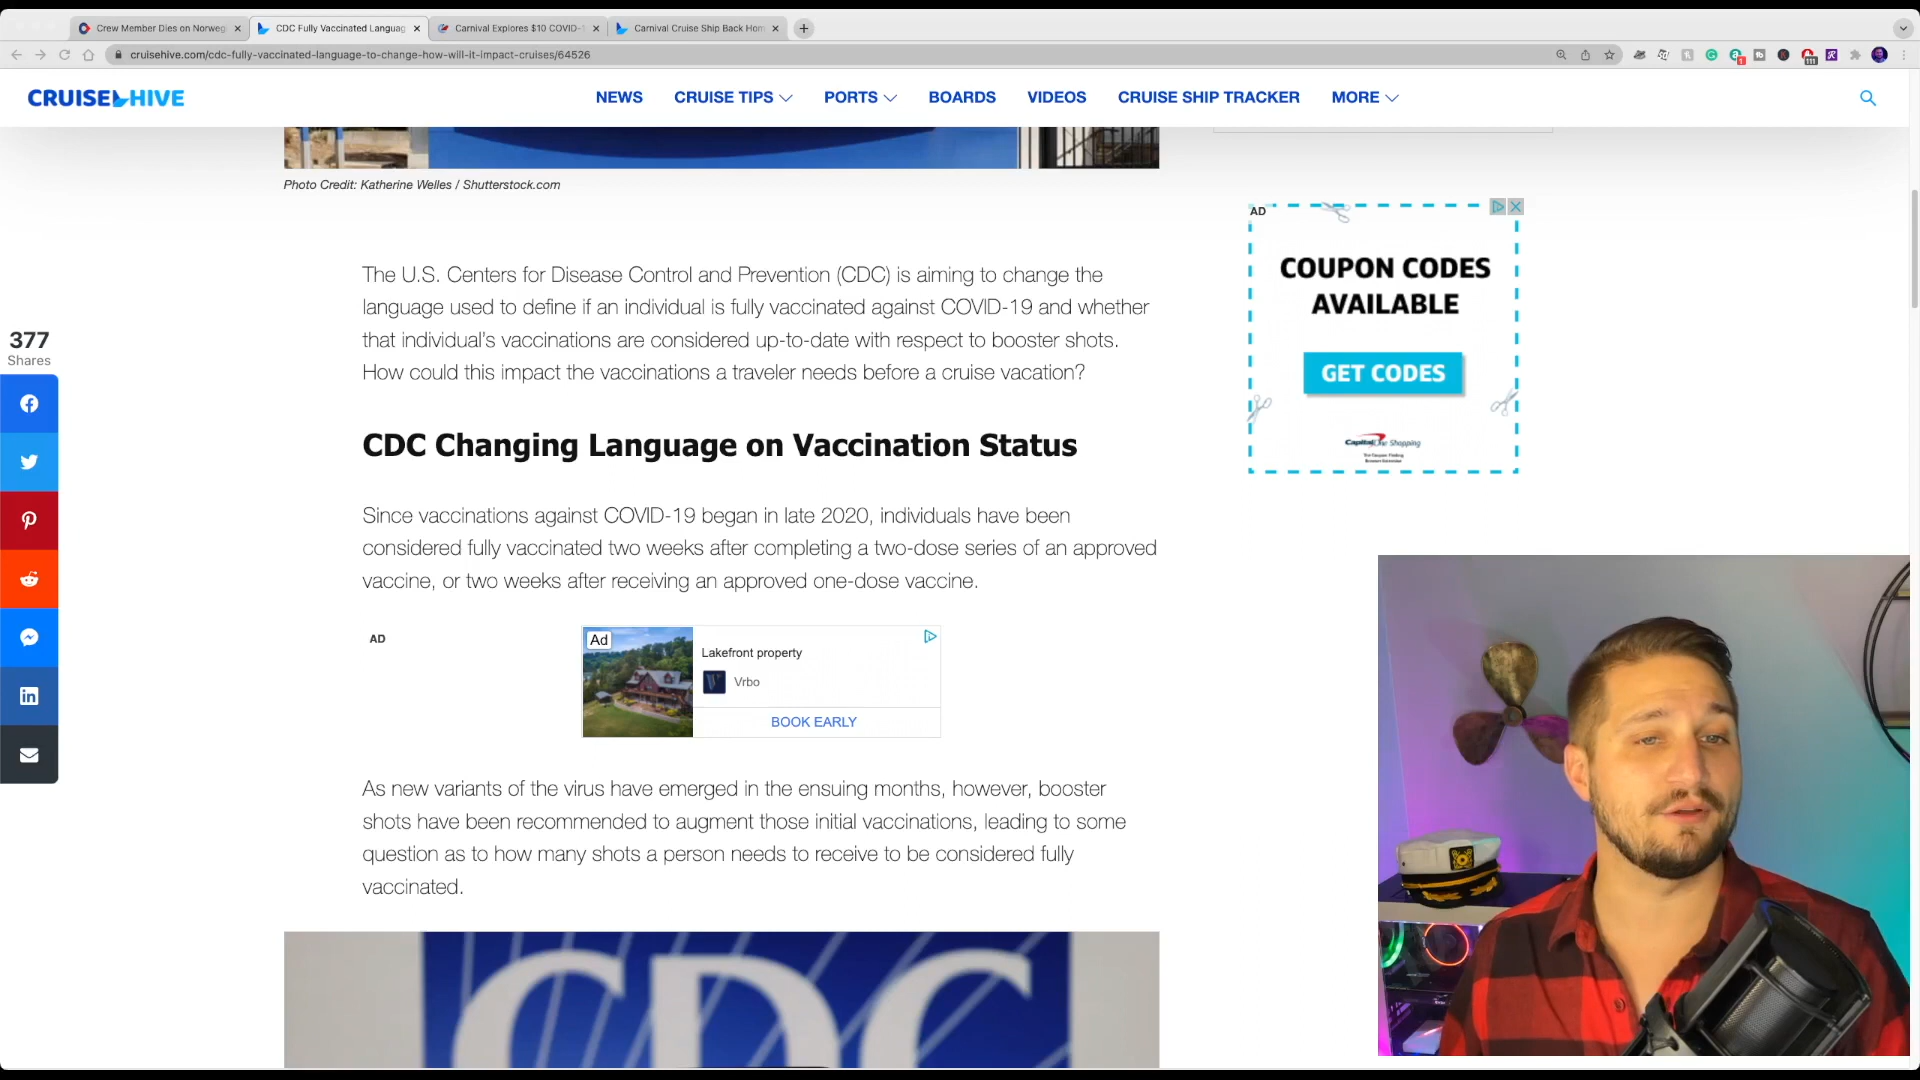 Crew Member Dies on Norweg
CDC Fully Vaccinated Languag
Carnival Explores $10 COVID-1
Carnival Cruise Ship Back Hom
cruisehive.com/cdc-fully-vaccinated-language-to-change-how-will-it-impact-cruises/64526
CRUISE HIVE
NEWS
CRUISE TIPS
PORTS
BOARDS
VIDEOS
CRUISE SHIP TRACKER
MORE
Photo Credit: Katherine Welles / Shutterstock.com
AD
COUPON CODES
AVAILABLE
GET CODES
Capital One Shopping
The U.S. Centers for Disease Control and Prevention (CDC) is aiming to change the
language used to define if an individual is fully vaccinated against COVID-19 and whether
that individual's vaccinations are considered up-to-date with respect to booster shots.
How could this impact the vaccinations a traveler needs before a cruise vacation?
377
Shares
CDC Changing Language on Vaccination Status
Since vaccinations against COVID-19 began in late 2020, individuals have been
considered fully vaccinated two weeks after completing a two-dose series of an approved
vaccine, or two weeks after receiving an approved one-dose vaccine.
AD
Ad
Lakefront property
Vrbo
BOOK EARLY
As new variants of the virus have emerged in the ensuing months, however, booster
shots have been recommended to augment those initial vaccinations, leading to some
question as to how many shots a person needs to receive to be considered fully
vaccinated.
CDC